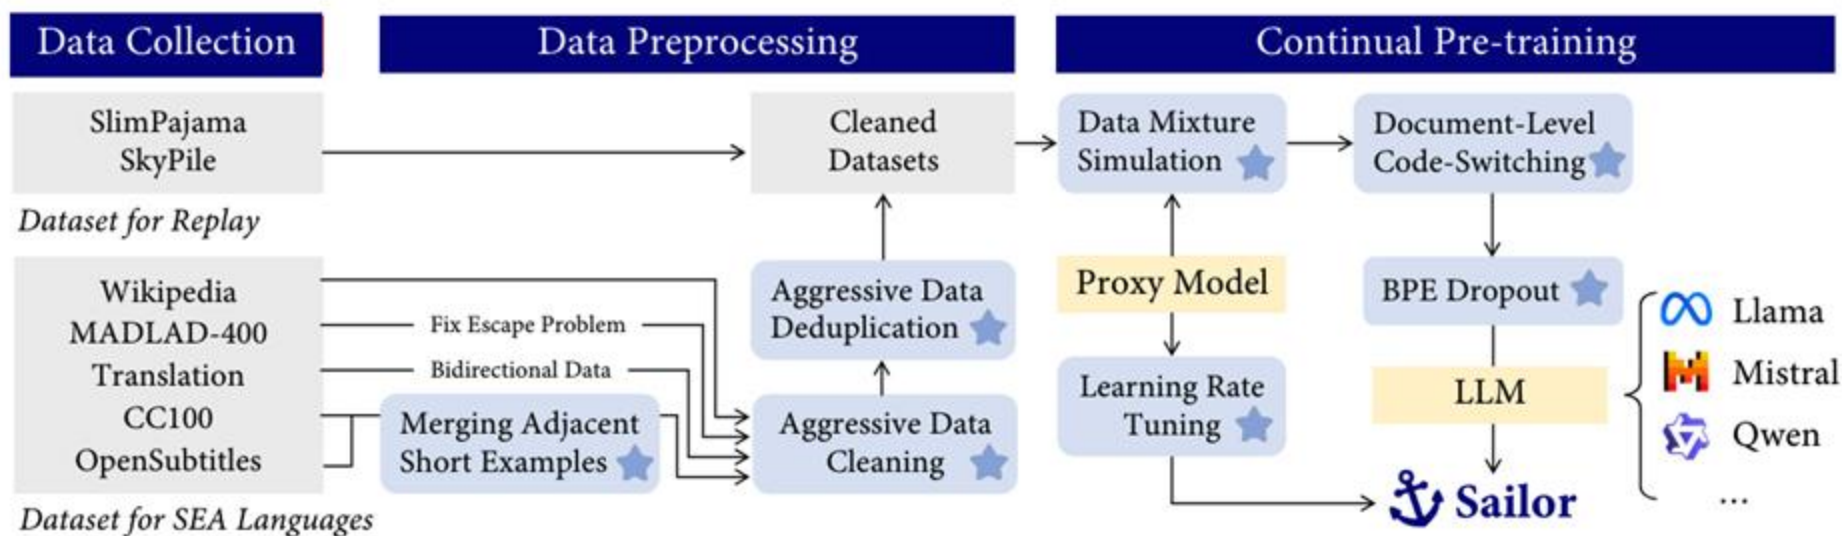 Data Collection
Data Preprocessing
Continual Pre-training
SlimPajama
SkyPile
Dataset for Replay
Cleaned
Datasets
Data Mixture
Simulation
Document-Level
Code-Switching
Wikipedia
MADLAD-400
Translation
CC100
OpenSubtitles
Dataset for SEA Languages
Fix Escape Problem
Bidirectional Data
Merging Adjacent
Short Examples
Aggressive Data
Deduplication
Aggressive Data
Cleaning
Proxy Model
Learning Rate
Tuning
BPE Dropout
LLM
Sailor
Llama
Mistral
Qwen
...